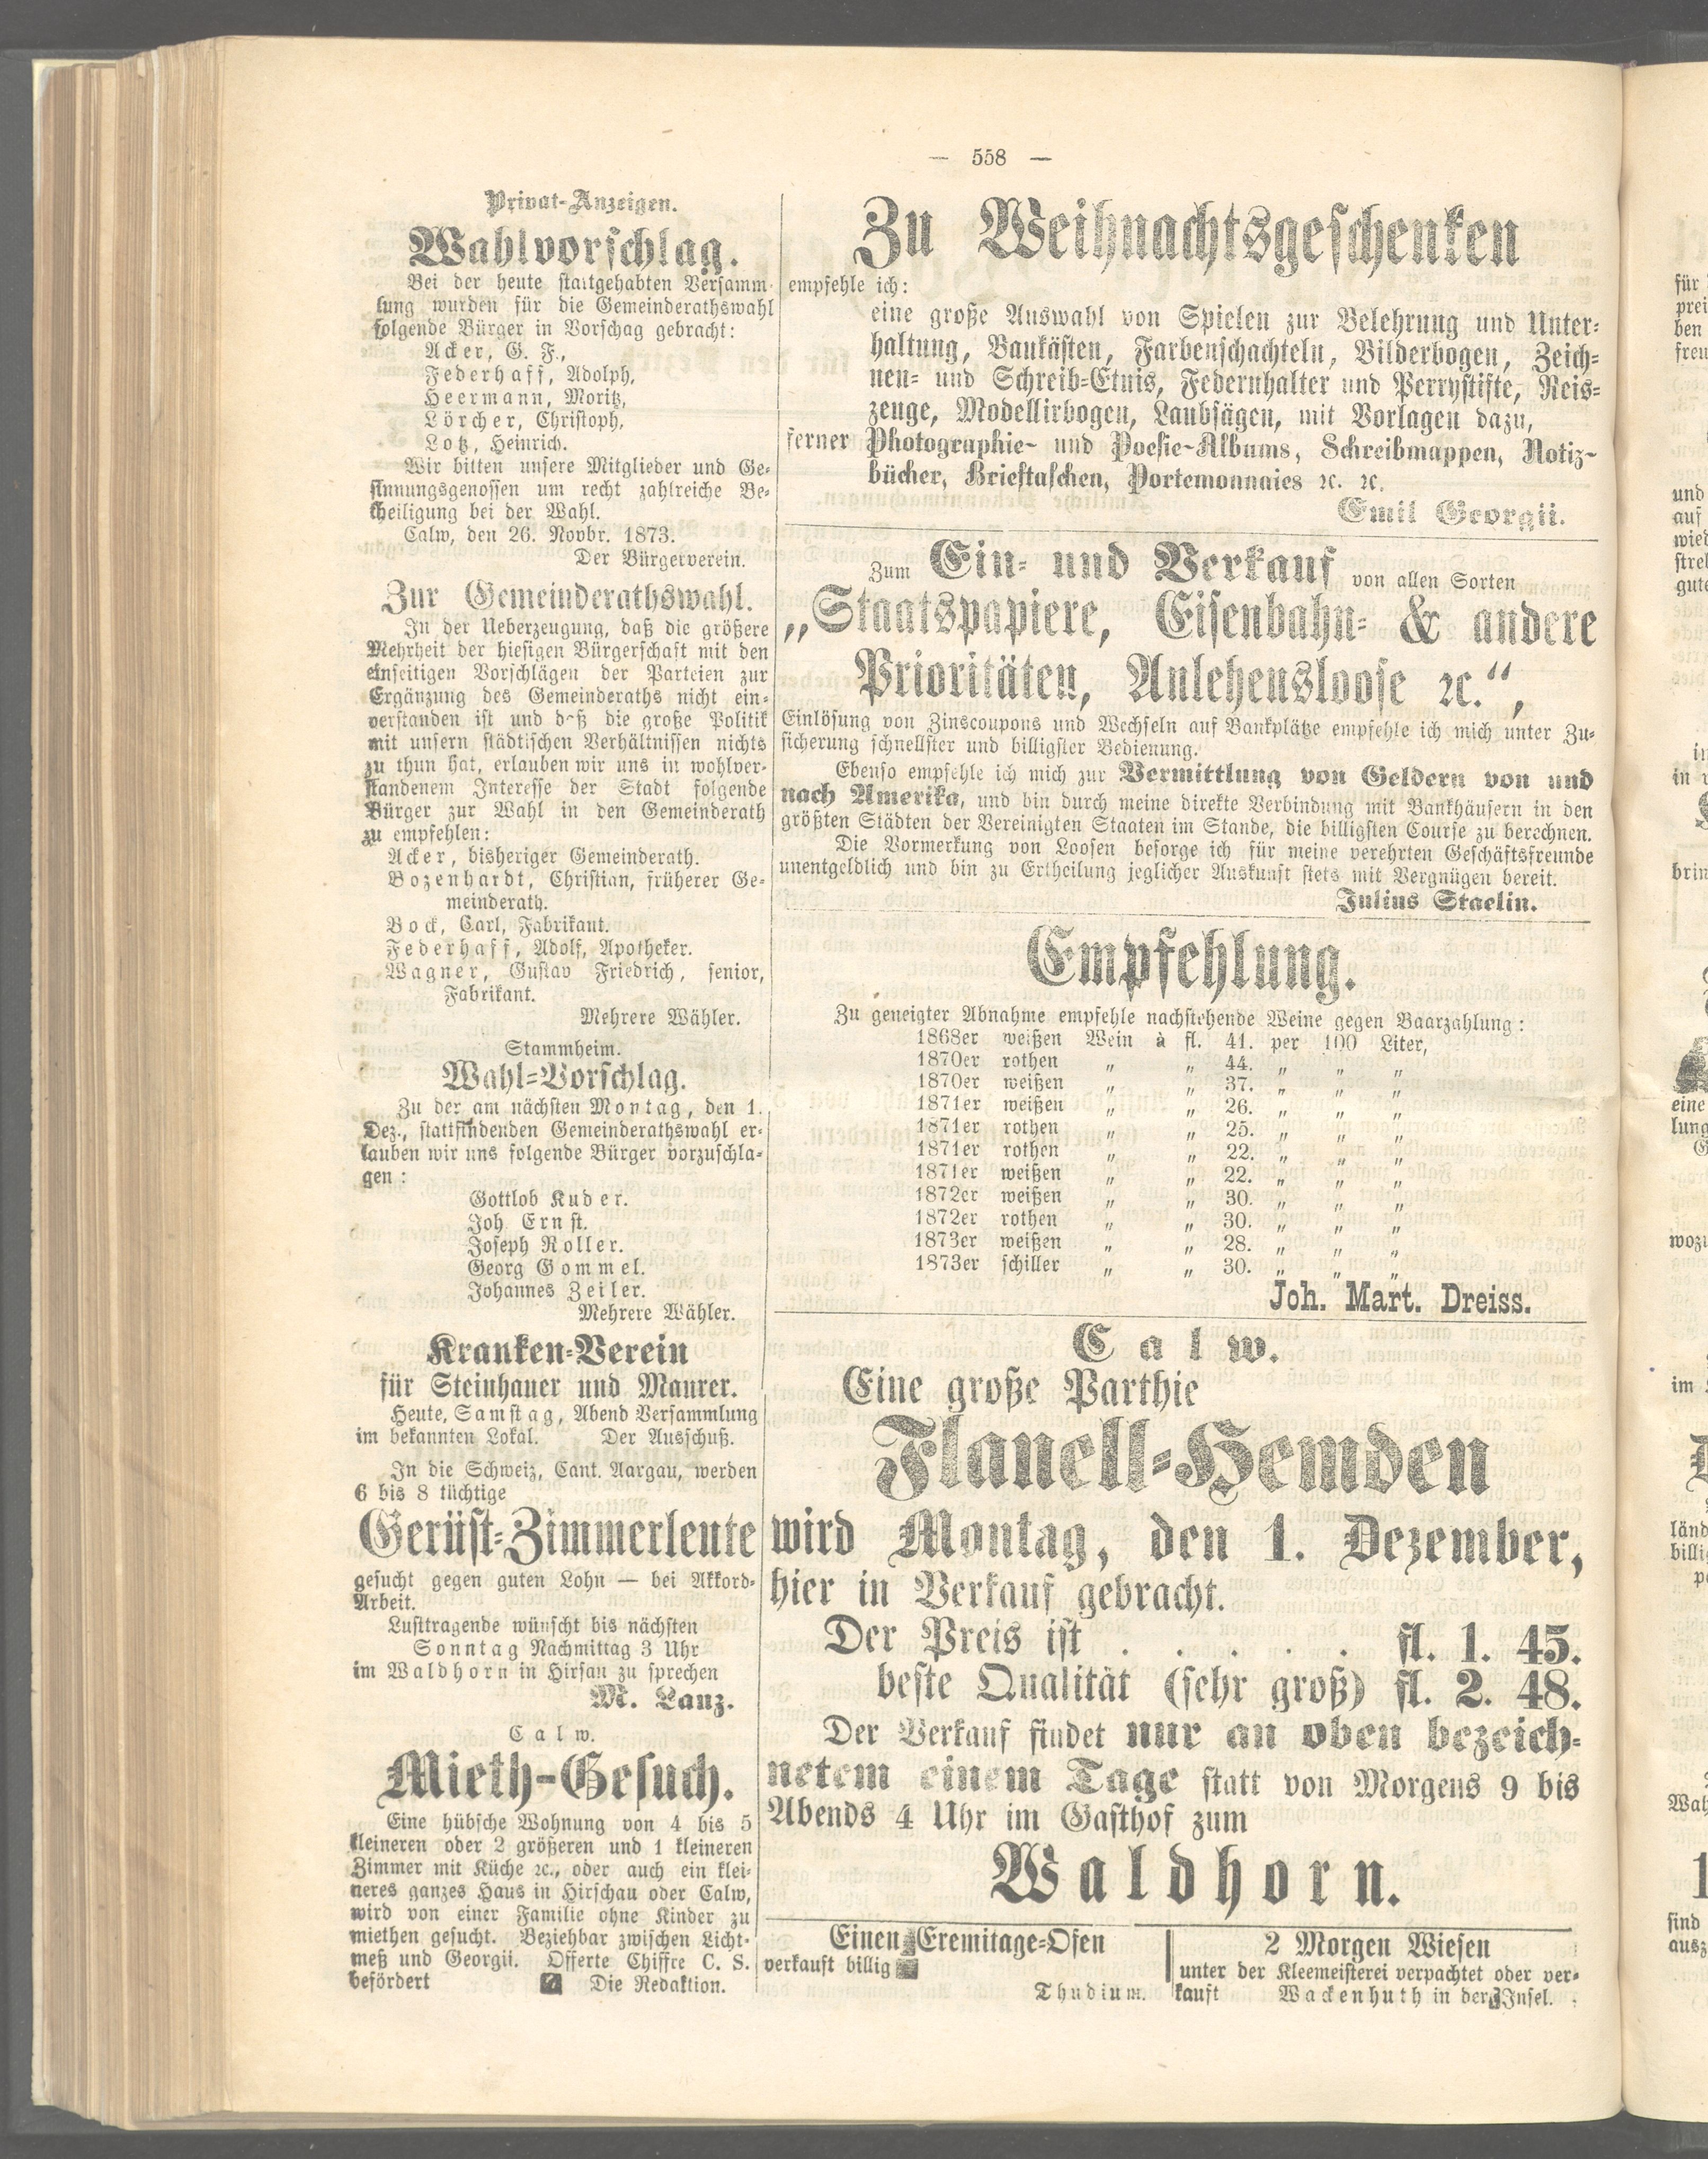 — 558 —
Privat-Anzeigen.
Wahlvorschlag.
Bei der heute stattgehabten Versamm-
lung wurden für die Gemeinderathswahl
folgende Bürger in Vorschag gebracht:
Acker, G. F.,
Federhaff, Adolph,
Heermann, Moritz,
Lörcher, Christoph,
Lotz, Heinrich.
Wir bitten unsere Mitglieder und Ge-
sinnungsgenossen um recht zahlreiche Be-
theiligung bei der Wahl.
Calw, den 26. Novbr. 1873.
Der Bürgerverein.
Zur Gemeinderathswahl.
In der Ueberzeugung, daß die größere
Mehrheit der hiesigen Bürgerschaft mit den
einseitigen Vorschlägen der Parteien zur
Ergänzung des Gemeinderaths nicht ein-
verstanden ist und daß die große Politik
mit unsern städtischen Verhältnissen nichts
zu thun hat, erlauben wir uns in wohlver-
standenem Interesse der Stadt folgende
Bürger zur Wahl in den Gemeinderath
zu empfehlen:
Acker, bisheriger Gemeinderath.
Bozenhardt, Christian, früherer Ge-
meinderath.
Bock, Carl, Fabrikant.
Federhaff, Adolf, Apotheker.
Wagner, Gustav Friedrich, senior,
Fabrikant.
Mehrere Wähler.
Stammheim.
Wahl-Vorschlag.
Zu der am nächsten Montag, den 1.
Dez., stattfindenden Gemeinderathswahl er-
lauben wir uns folgende Bürger vorzuschla-
gen:
Gottlob Kuder.
Joh Ernst.
Joseph Roller.
Georg Gommel.
Johannes Zeiler.
Mehrere Wähler.
Kranken-Verein
für Steinhauer und Maurer.
Heute, Samstag, Abend Versammlung
im bekannten Lokal. Der Ausschuß.
In die Schweiz, Cant. Aargau, werden
6 bis 8 tüchtige
Gerüst-Zimmerleute
gesucht gegen guten Lohn — bei Akkord-
Arbeit.
Lusttragende wünscht bis nächsten
Sonntag Nachmittag 3 Uhr
im Waldhorn in Hirsau zu sprechen
M. Lanz.
Calw.
Mieth-Gesuch.
Eine hübsche Wohnung von 4 bis 5
kleineren oder 2 größeren und 1 kleineren
Zimmer mit Küche ꝛc., oder auch ein klei-
neres ganzes Haus in Hirschau oder Calw,
wird von einer Familie ohne Kinder zu
miethen gesucht. Beziehbar zwischen Licht-
meß und Georgii. Offerte Chiffre C. S.
befördert Die Redaktion.
Zu Weihnachtsgeschenken
empfehle ich:
eine große Auswahl von Spielen zur Belehrung und Unter-
haltung, Baukästen, Farbenschachteln, Bilderbogen, Zeich-
nen- und Schreib-Etuis, Federnhalter und Perrystifte, Reis-
zeuge, Modellirbogen, Laubsägen, mit Vorlagen dazu,
ferner Photographie- und Poesie-Albums, Schreibmappen, Notiz-
bücher, Brieftaschen, Portemonnaies ꝛc. ꝛc.
Emil Georgii.
Zum Ein- und Verkauf von allen Sorten
„Staatspapiere, Eisenbahn- & andere
Prioritäten, Anlehensloose ꝛc.“,
Einlösung von Zinscoupons und Wechseln auf Bankplätze empfehle ich mich unter Zu-
sicherung schnellster und billigster Bedienung.
Ebenso empfehle ich mich zur Vermittlung von Geldern von und
nach Amerika, und bin durch meine direkte Verbindung mit Bankhäusern in den
größten Städten der Vereinigten Staaten im Stande, die billigsten Course zu berechnen.
Die Vormerkung von Loosen besorge ich für meine verehrten Geschäftsfreunde
unentgeldlich und bin zu Ertheilung jeglicher Auskunft stets mit Vergnügen bereit.
Julius Staelin.
Empfehlung.
Zu geneigter Abnahme empfehle nachstehende Weine gegen Baarzahlung:
1868er weißen Wein à fl. 41. per 100 Liter,
1870er rothen „ „ 44. „ „ „
1870er weißen „ „ 37. „ „ „
1871er weißen „ „ 26. „ „ „
1871er rothen „ „ 25. „ „ „
1871er rothen „ „ 22. „ „ „
1871er weißen „ „ 22. „ „ „
1872er weißen „ „ 30. „ „ „
1872er rothen „ „ 30. „ „ „
1873er weißen „ „ 28. „ „ „
1873er schiller „ „ 30. „ „ „
Joh. Mart. Dreiss.
Calw.
Eine große Parthie
Flanell-Hemden
wird Montag, den 1. Dezember,
hier in Verkauf gebracht.
Der Preis ist . . . . . fl. 1. 45.
beste Qualität (sehr groß) fl. 2. 48.
Der Verkauf findet nur an oben bezeich-
netem einem Tage statt von Morgens 9 bis
Abends 4 Uhr im Gasthof zum
Waldhorn.
Einen Eremitage-Ofen
verkauft billig
Thudium.
2 Morgen Wiesen
unter der Kleemeisterei verpachtet oder ver-
kauft Wackenhuth in der Insel.